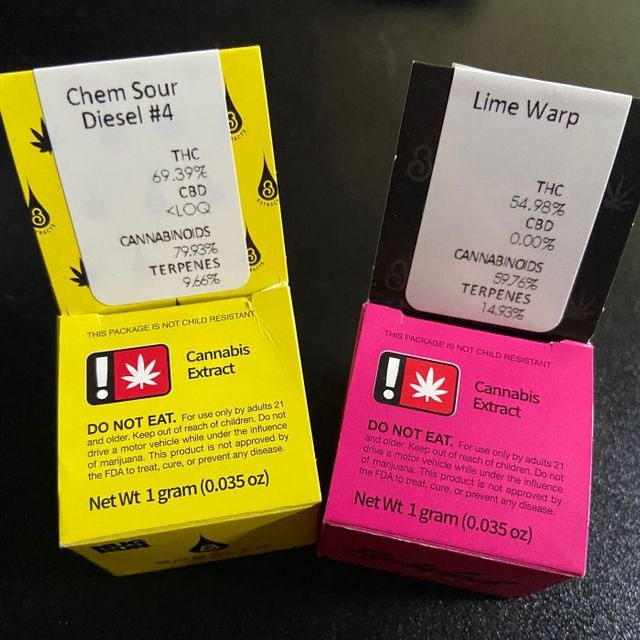 Chem Sour
Diesel #4
THC
69.39%
CBD
<LOQ
CANNABINOIDS
79.93%
TERPENES
9.66%
EXTRACTS
THIS PACKAGE IS NOT CHILD RESISTANT
!
Cannabis
Extract
DO NOT EAT. For use only by adults 21
and older. Keep out of reach of children. Do not
drive a motor vehicle while under the influence
of marijuana. This product is not approved by
the FDA to treat, cure, or prevent any disease.
Net Wt 1 gram (0.035 oz)
Lime Warp
THC
54.98%
CBD
0.00%
CANNABINOIDS
59.76%
TERPENES
14.93%
THIS PACKAGE IS NOT CHILD RESISTANT
!
Cannabis
Extract
DO NOT EAT. For use only by adults 21
and older. Keep out of reach of children. Do not
drive a motor vehicle while under the influence
of marijuana. This product is not approved by
the FDA to treat, cure, or prevent any disease.
Net Wt 1 gram (0.035 oz)